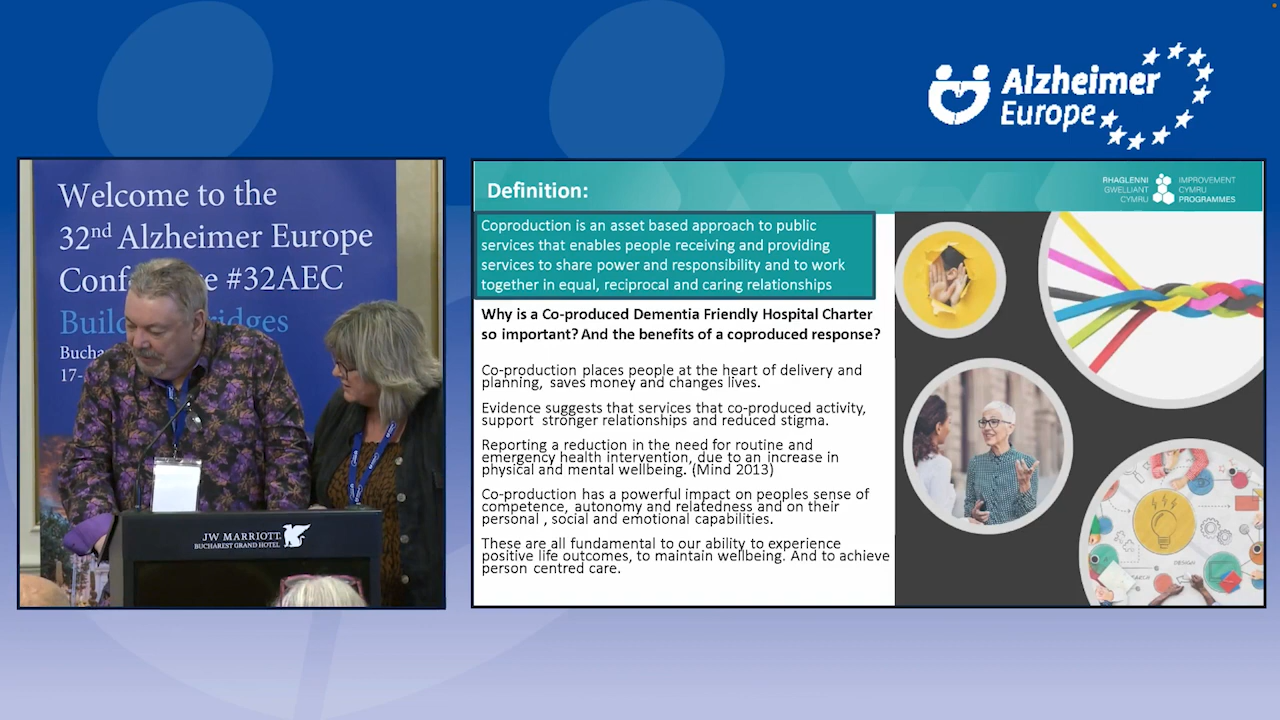 Alzheimer
Europe
Welcome to the
32nd Alzheimer Europe
#32AEC
17-
JW MARRIOTT
BUCHAREST GRAND HOTEL
Definition:
RHAGLENNI
GWELLIANT
CYMRU
IMPROVEMENT
CYMRU
PROGRAMMES
Coproduction is an asset based approach to public
services that enables people receiving and providing
services to share power and responsibility and to work
together in equal, reciprocal and caring relationships
Why is a Co-produced Dementia Friendly Hospital Charter
so important? And the benefits of a coproduced response?
Co-production places people at the heart of delivery and
planning, saves money and changes lives.
Evidence suggests that services that co-produced activity,
support stronger relationships and reduced stigma.
Reporting a reduction in the need for routine and
emergency health intervention, due to an increase in
physical and mental wellbeing. (Mind 2013)
Co-production has a powerful impact on peoples sense of
competence, autonomy and relatedness and on their
personal , social and emotional capabilities.
These are all fundamental to our ability to experience
positive life outcomes, to maintain wellbeing. And to achieve
person centred care.
DESIGN